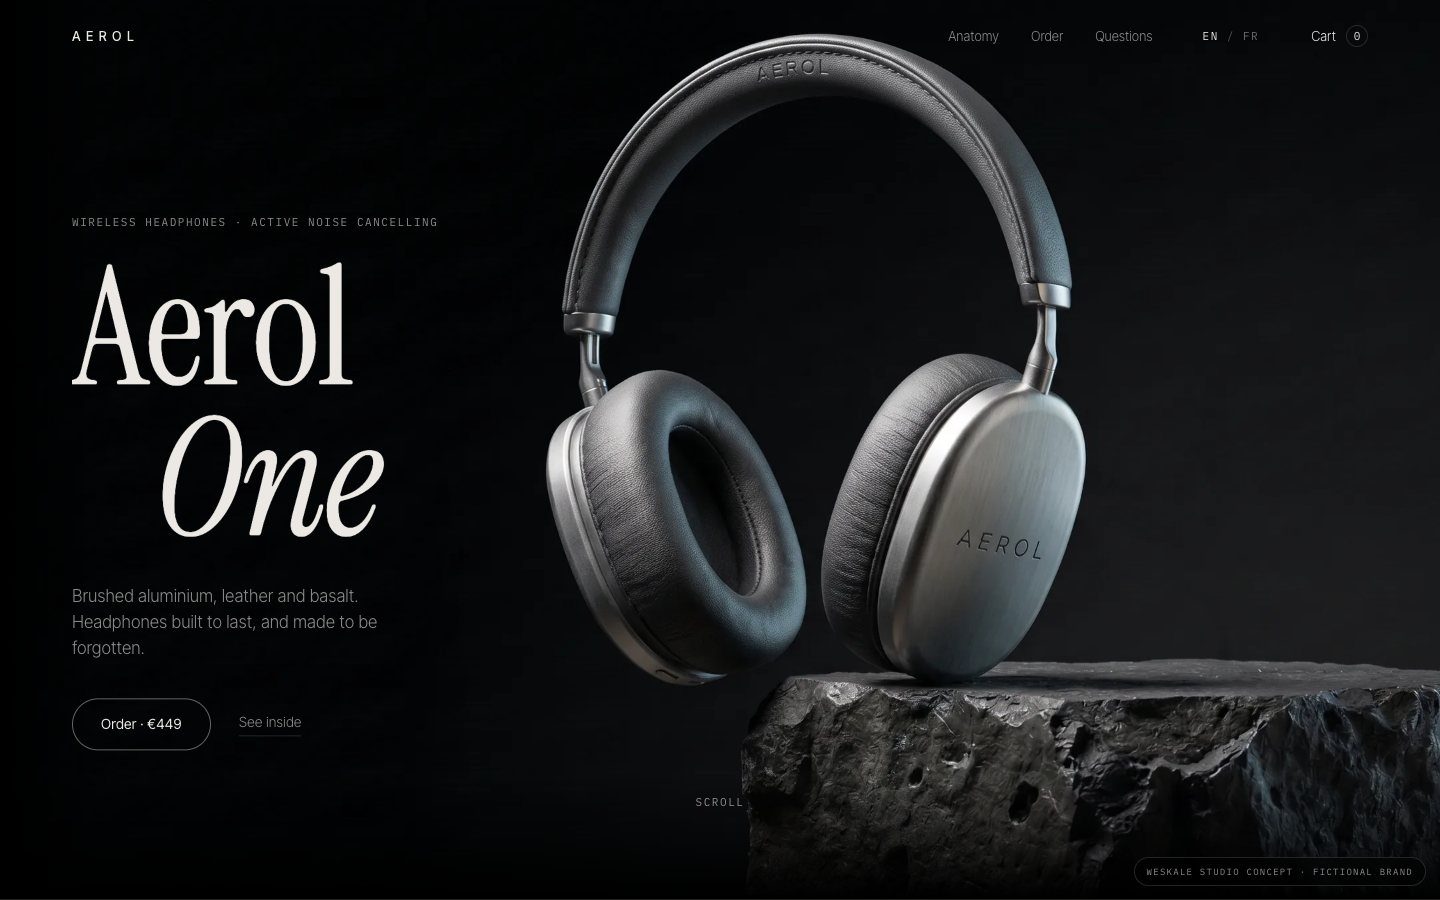 AEROL
Anatomy
Order
Questions
EN / FR
Cart 0
AEROL
WIRELESS HEADPHONES · ACTIVE NOISE CANCELLING
Aerol
One
AEROL
Brushed aluminium, leather and basalt.
Headphones built to last, and made to be
forgotten.
Order · €449
See inside
SCROLL
WESKALE STUDIO CONCEPT · FICTIONAL BRAND